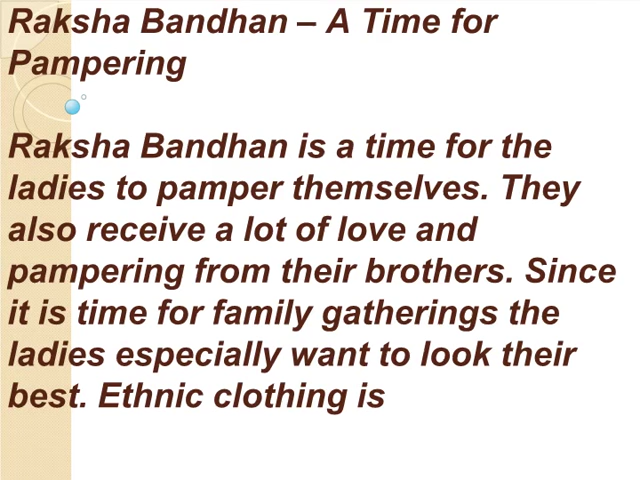 Raksha Bandhan – A Time for
Pampering
Raksha Bandhan is a time for the
ladies to pamper themselves. They
also receive a lot of love and
pampering from their brothers. Since
it is time for family gatherings the
ladies especially want to look their
best. Ethnic clothing is